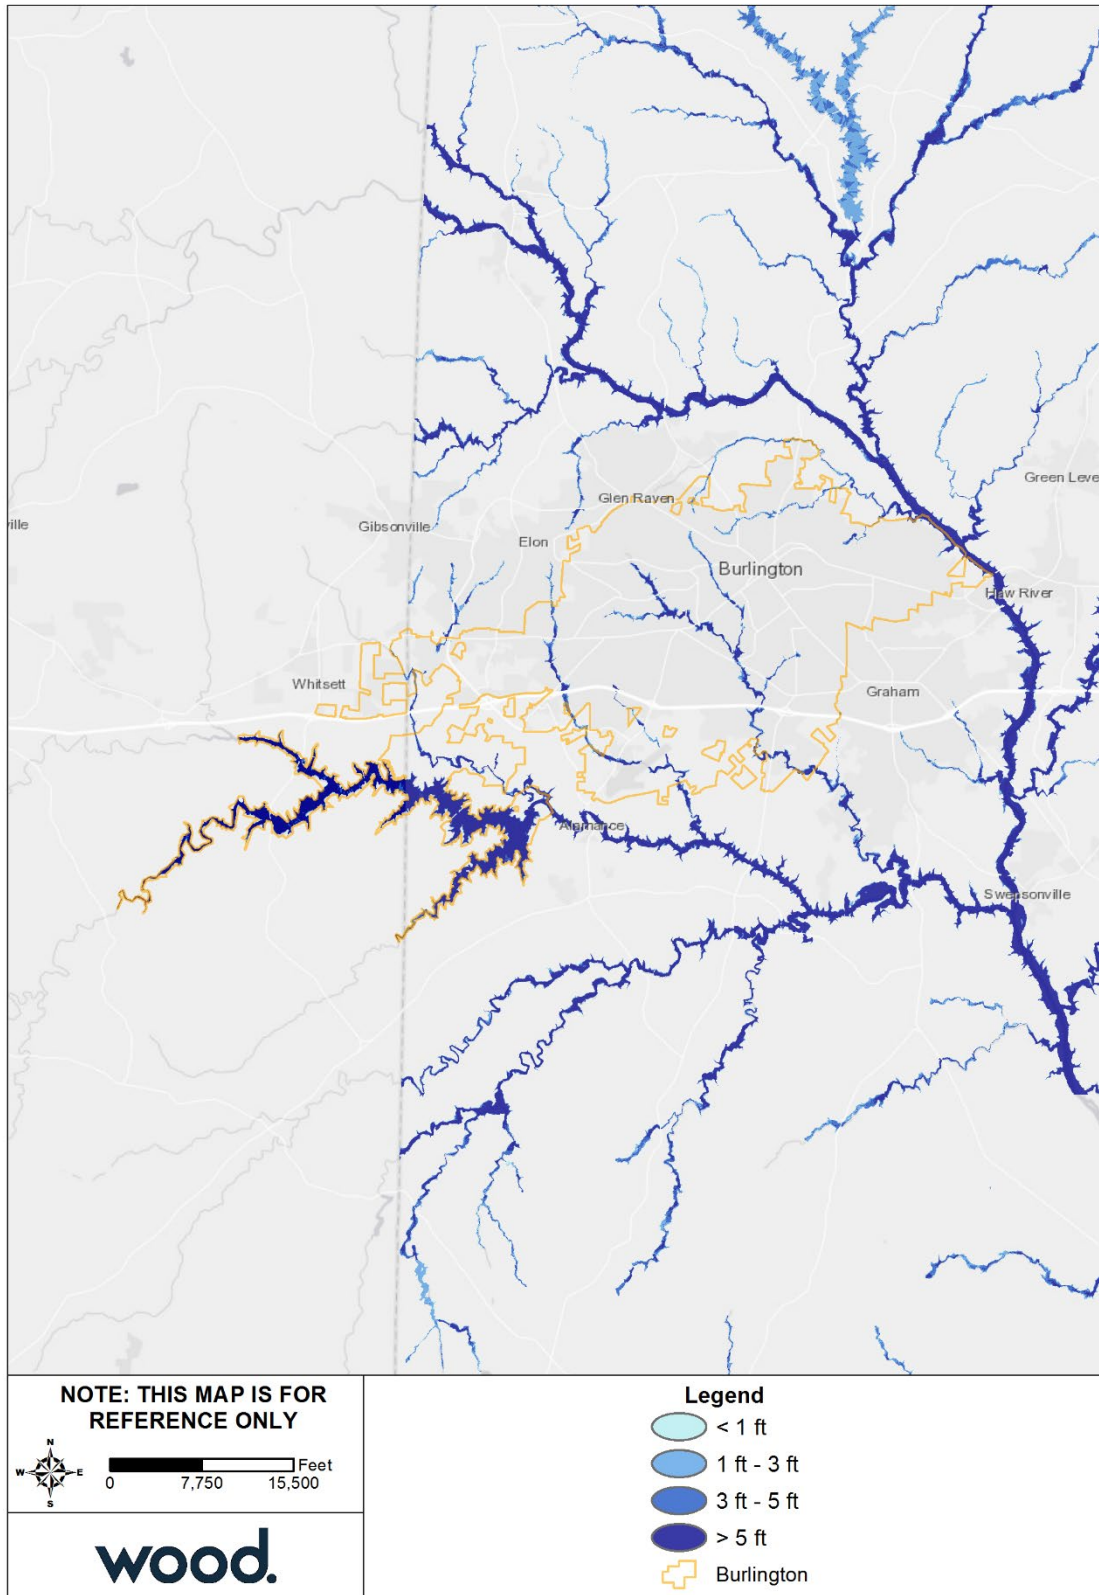 Green Leve
Glen Raven
ville
Gibsonville
Elon
Burlington
Haw River
Whitsett
Graham
Alamance
Swepsonville
NOTE: THIS MAP IS FOR
REFERENCE ONLY
N
W E
S
Feet
0 7,750 15,500
wood.
Legend
< 1 ft
1 ft - 3 ft
3 ft - 5 ft
> 5 ft
Burlington